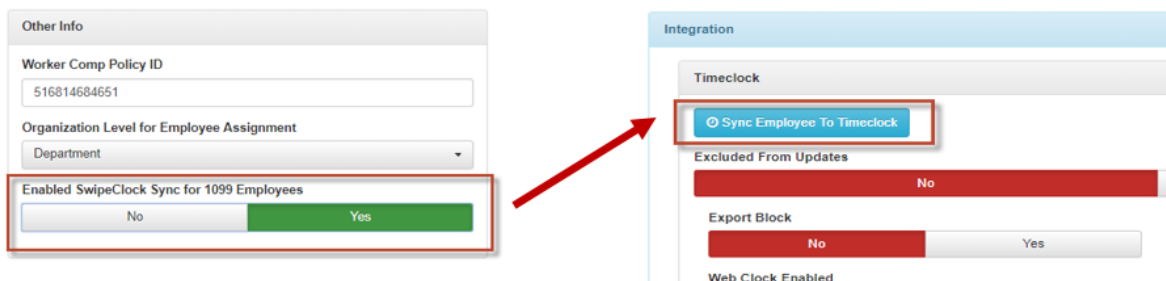 Other Info
Worker Comp Policy ID
516814684651
Organization Level for Employee Assignment
Department
Enabled SwipeClock Sync for 1099 Employees
No Yes
Integration
Timeclock
Sync Employee To Timeclock
Excluded From Updates
No
Export Block
No Yes
Web Clock Enabled